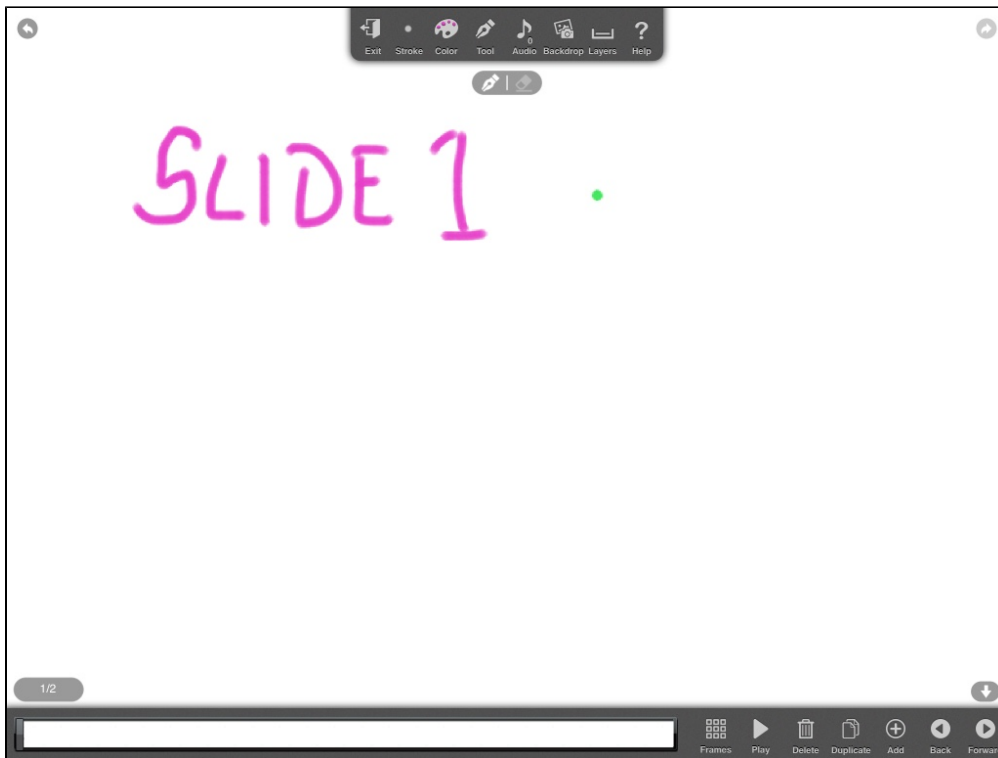 Exit Stroke Color Tool Audio 0 Backdrop Layers Help
SLIDE 1
1/2
Frames Play Delete Duplicate Add Back Forwar